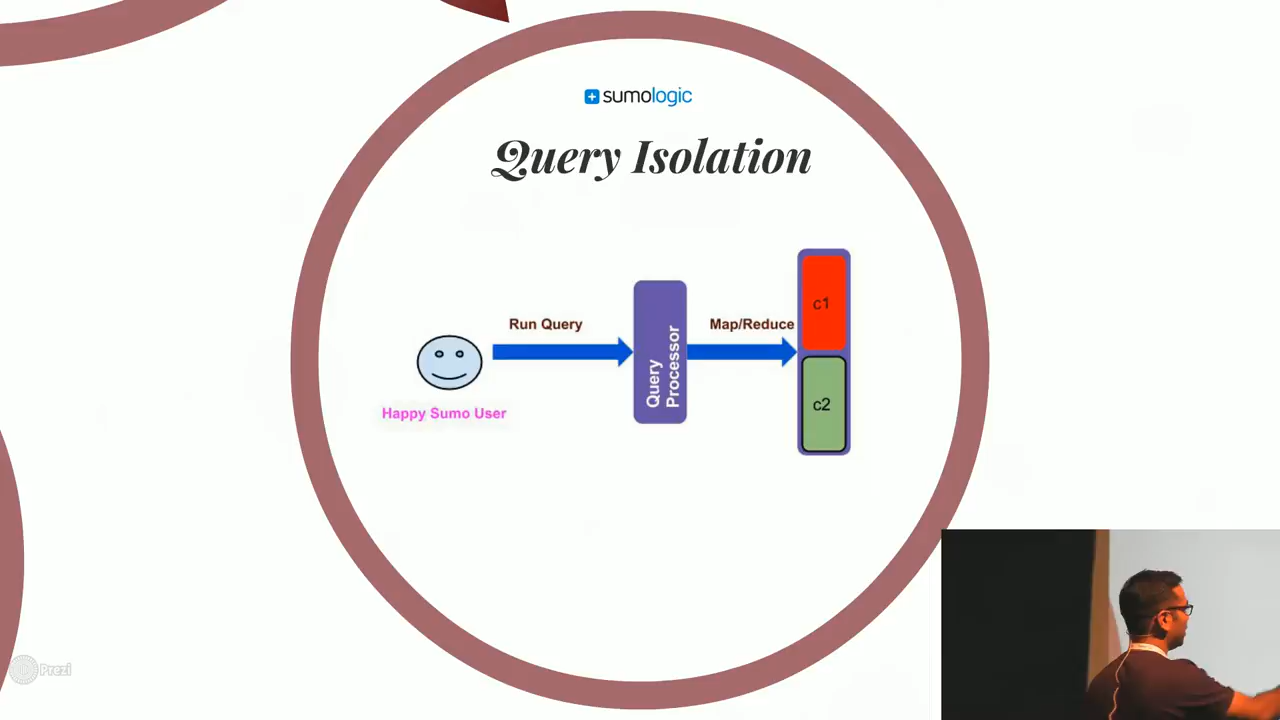 sumologic
Query Isolation
Run Query
Map/Reduce
Query
Processor
c1
c2
Happy Sumo User
Prezi